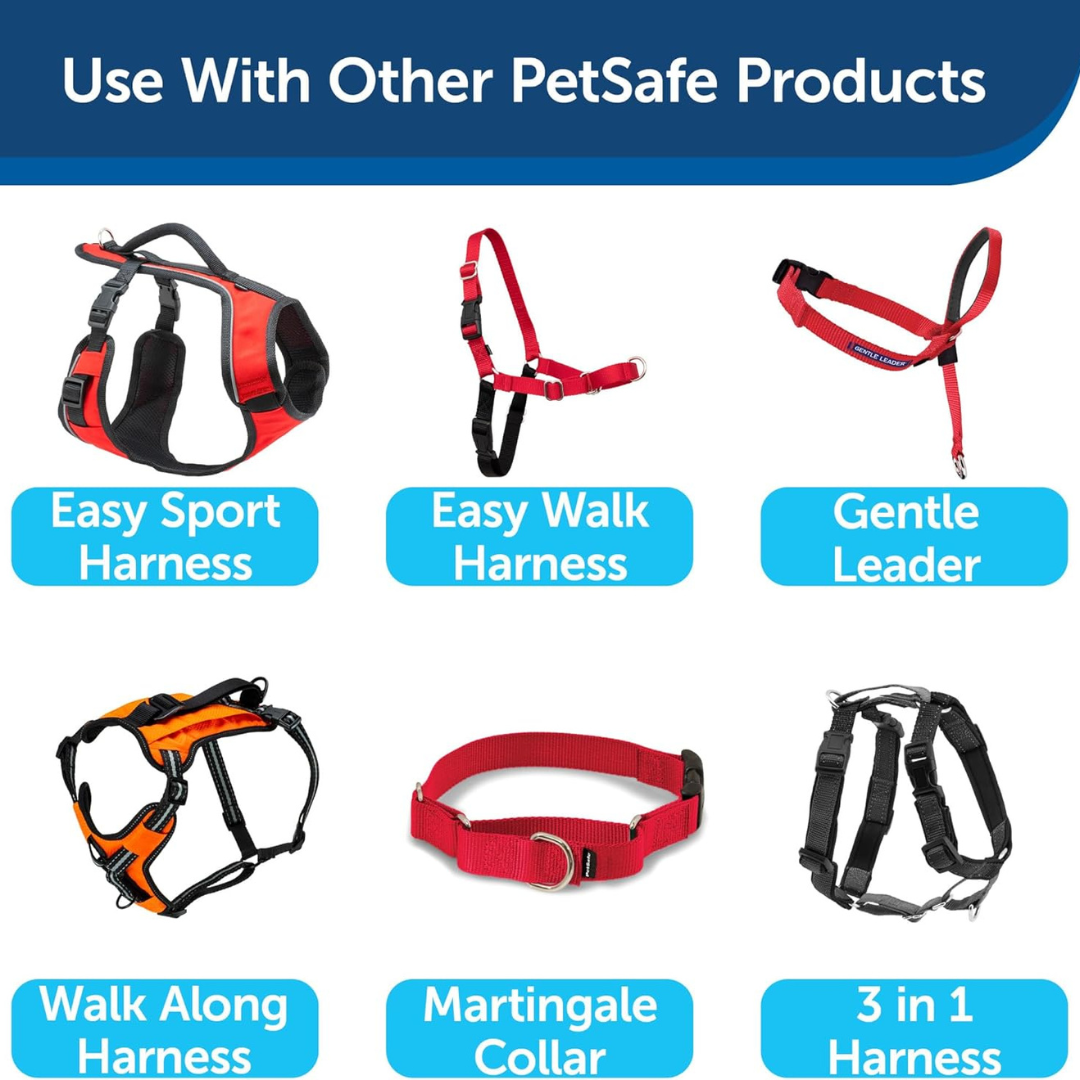 Use With Other PetSafe Products
GENTLE LEADER
Easy Sport
Harness
Easy Walk
Harness
Gentle
Leader
PetSafe
Walk Along
Harness
Martingale
Collar
3 in 1
Harness